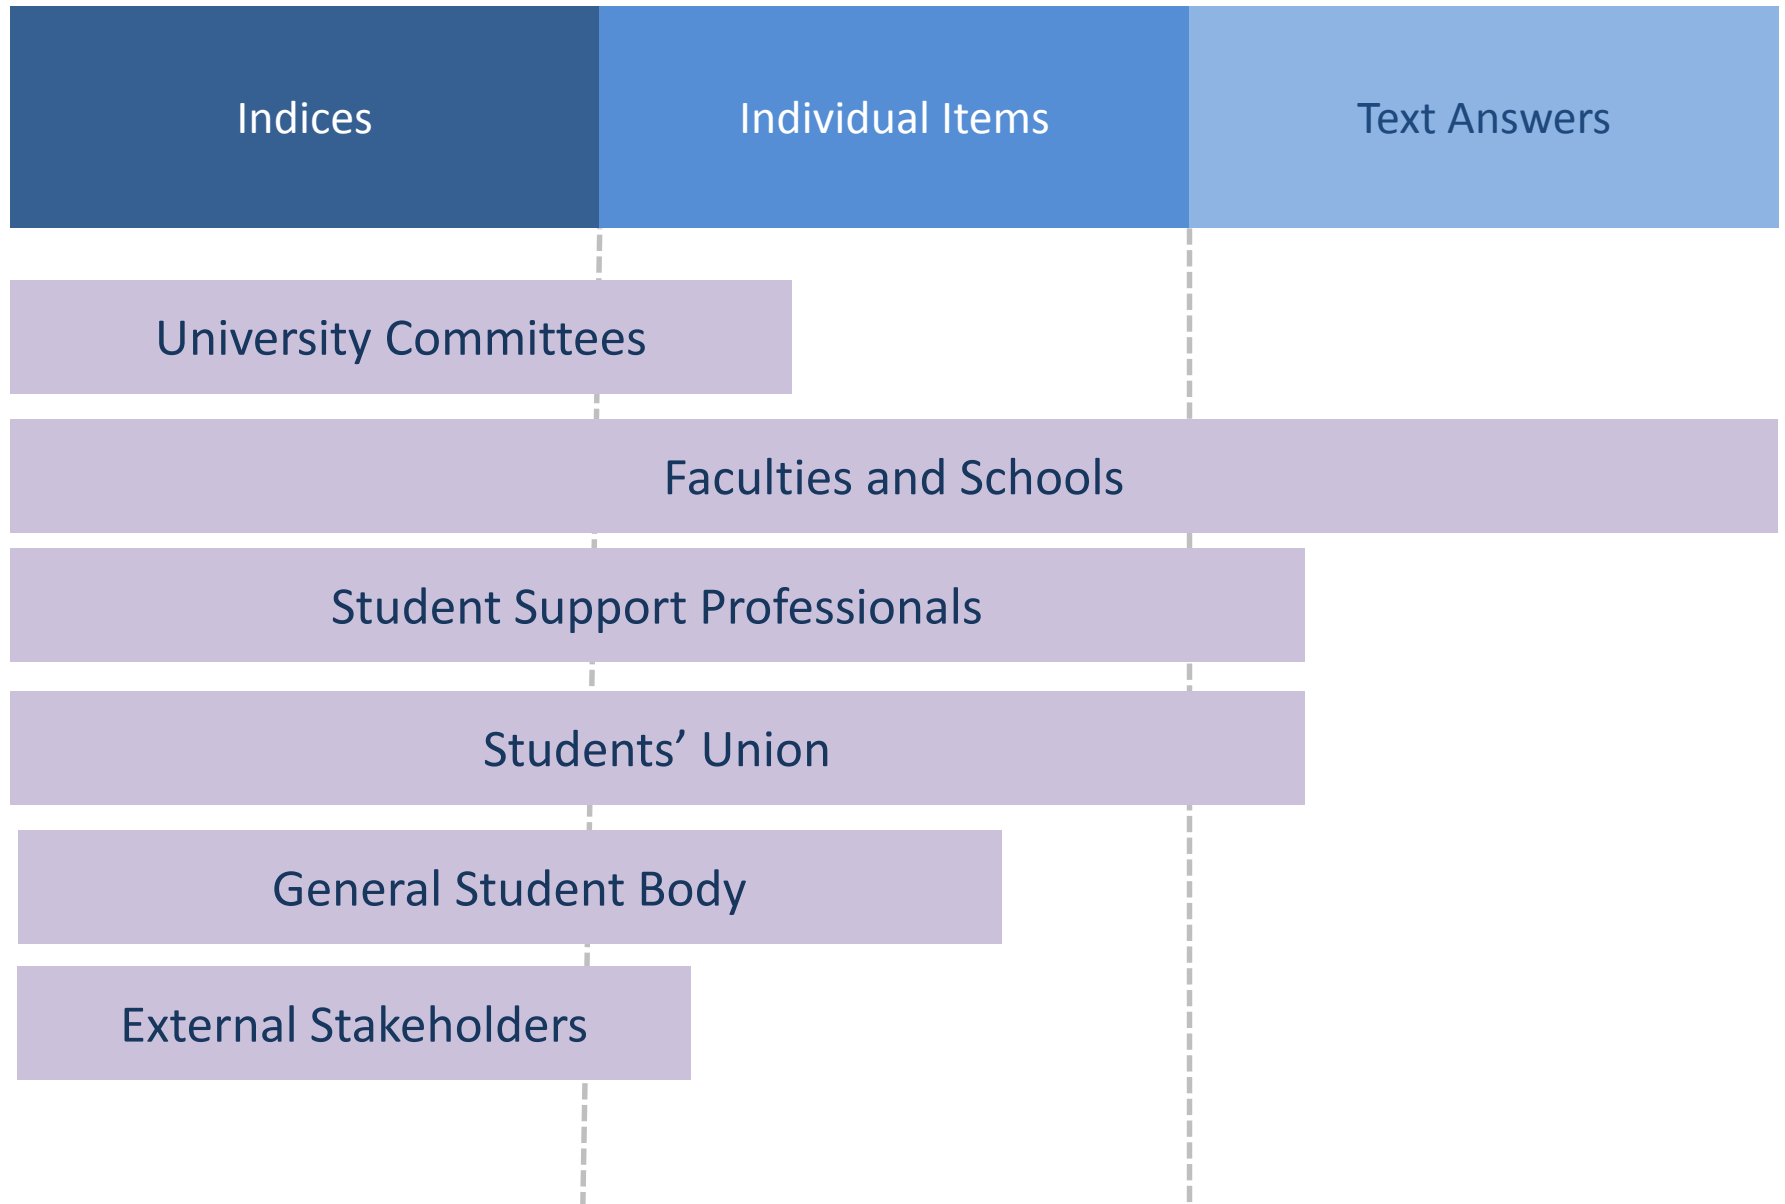 Indices
Individual Items
Text Answers
University Committees
Faculties and Schools
Student Support Professionals
Students’ Union
General Student Body
External Stakeholders